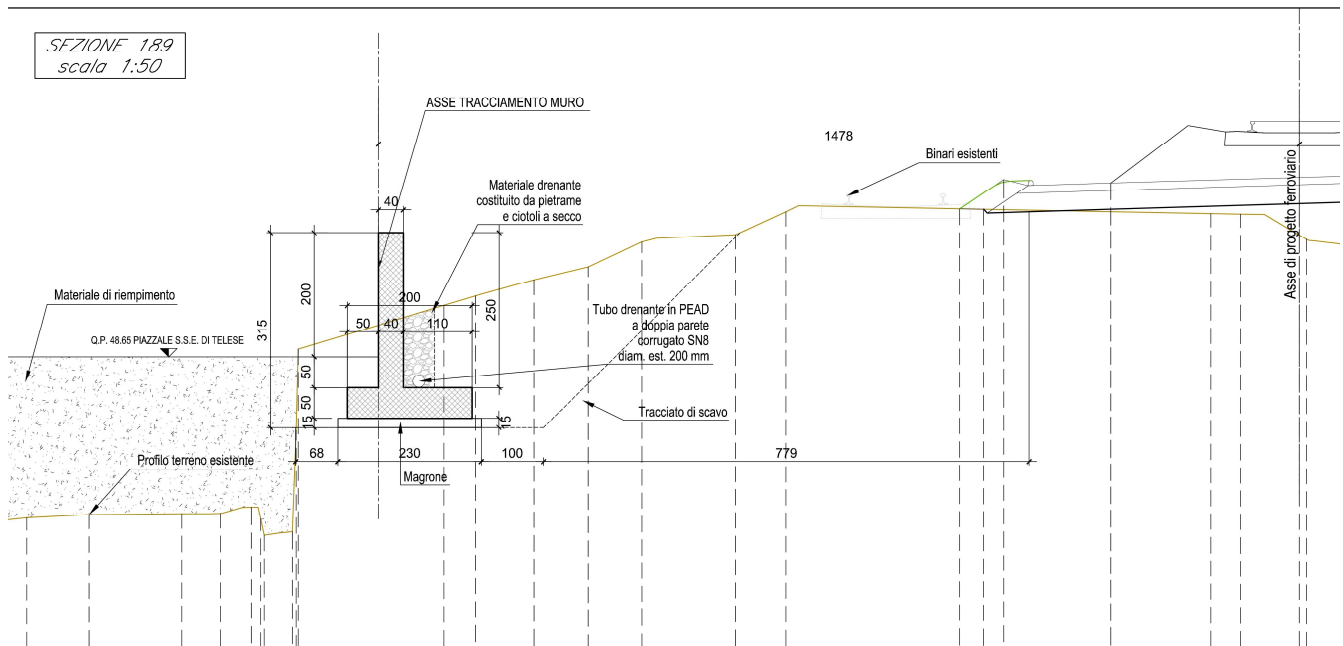 SEZIONE 189
scala 1:50
ASSE TRACCIAMENTO MURO
1478
Binari esistenti
Asse di progetto ferroviario
Materiale drenante
costituito da pietrame
e ciotoli a secco
40
Materiale di riempimento
Q.P. 48.65 PIAZZALE S.S.E. DI TELESE
315
200
50
50
15
200
50
40
110
250
15
Tubo drenante in PEAD
a doppia parete
corrugato SN8
diam. est. 200 mm
Tracciato di scavo
Profilo terreno esistente
68
230
100
779
Magrone